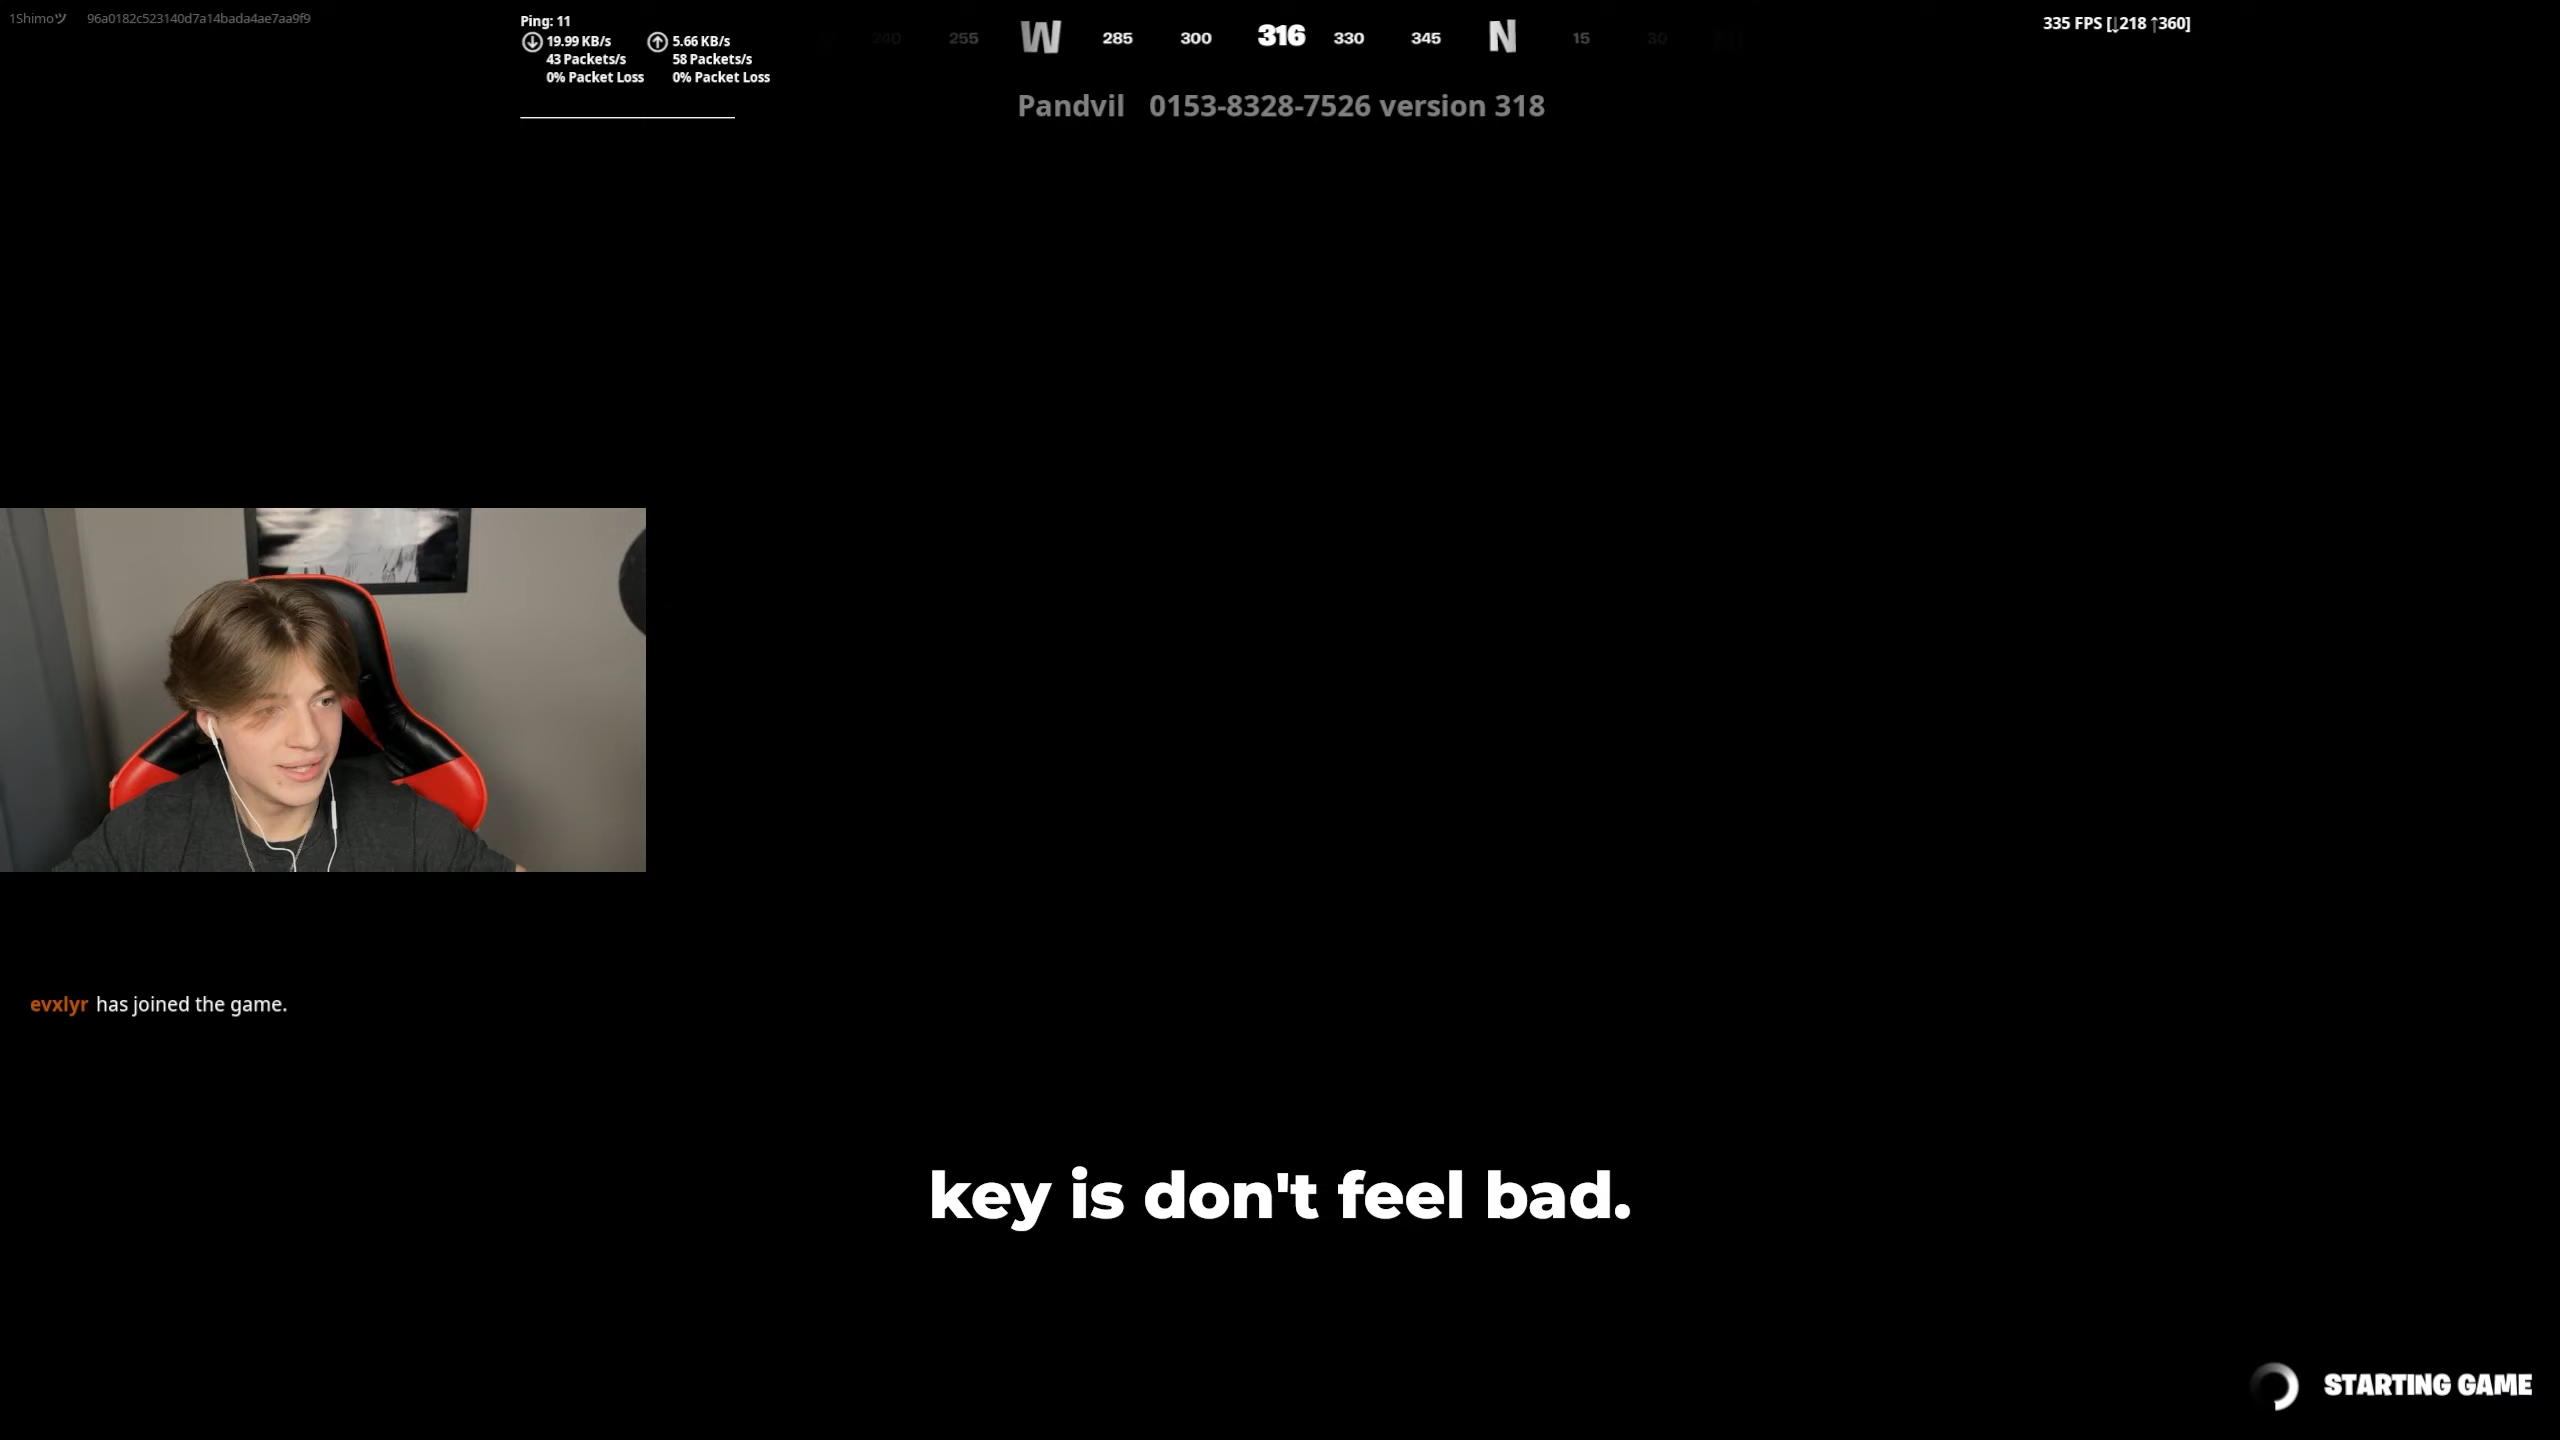 1Shimoツ 96a0182c523140d7a14bada4ae7aa9f9
Ping: 11
19.99 KB/s 5.66 KB/s
43 Packets/s 58 Packets/s
0% Packet Loss 0% Packet Loss
240 255 W 285 300 316 330 345 N 15 30
335 FPS [↓218 ↑360]
Pandvil 0153-8328-7526 version 318
evxlyr has joined the game.
key is don't feel bad.
STARTING GAME